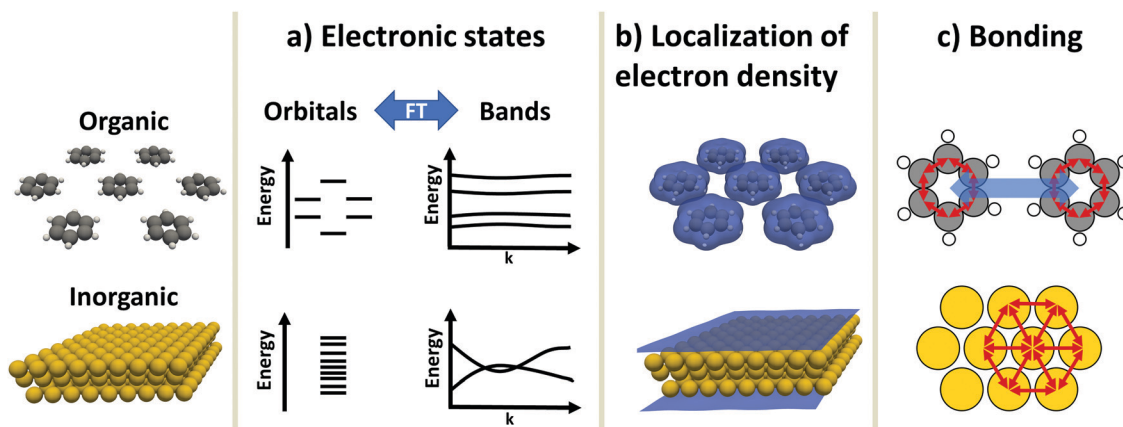 a) Electronic states
b) Localization of
electron density
c) Bonding
Organic
Orbitals
FT
Bands
Energy
Energy
k
Inorganic
Energy
Energy
k